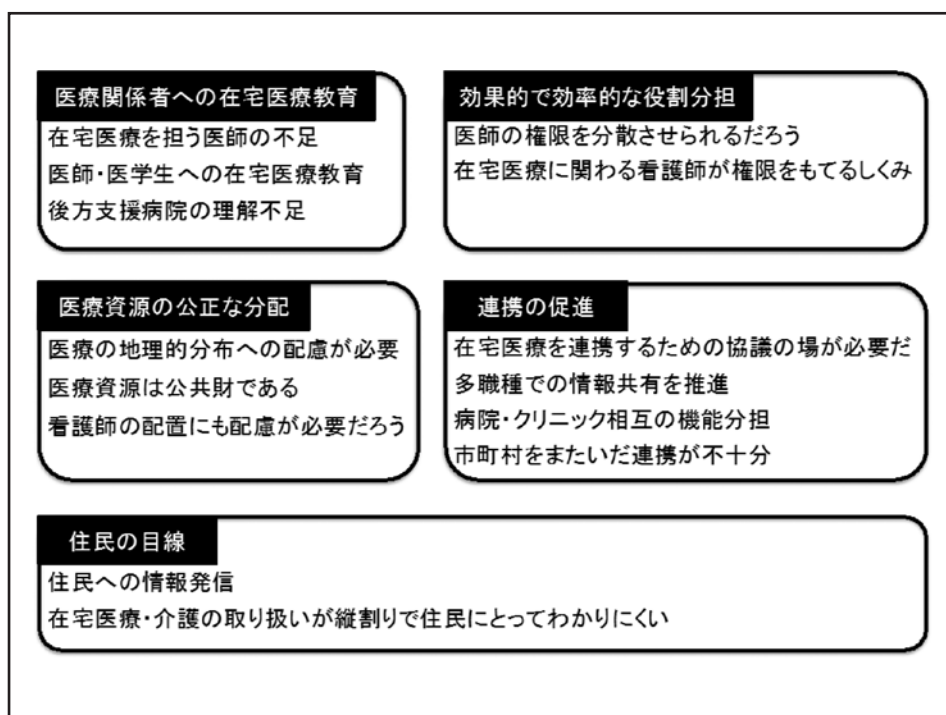 医療関係者への在宅医療教育
在宅医療を担う医師の不足
医師・医学生への在宅医療教育
後方支援病院の理解不足
効果的で効率的な役割分担
医師の権限を分散させられるだろう
在宅医療に関わる看護師が権限をもてるしくみ
医療資源の公正な分配
医療の地理的分布への配慮が必要
医療資源は公共財である
看護師の配置にも配慮が必要だろう
連携の促進
在宅医療を連携するための協議の場が必要だ
多職種での情報共有を推進
病院・クリニック相互の機能分担
市町村をまたいだ連携が不十分
住民の目線
住民への情報発信
在宅医療・介護の取り扱いが縦割りで住民にとってわかりにくい